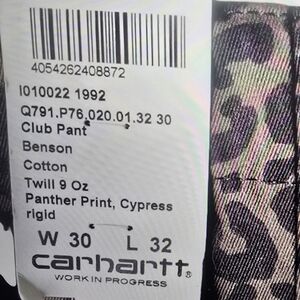 4054262408872
I010022 1992
Q791.P76.020.01.32 30
Club Pant
Benson
Cotton
Twill 9 Oz
Panther Print, Cypress
rigid
W 30 L 32
carhartt®
WORK IN PROGRESS